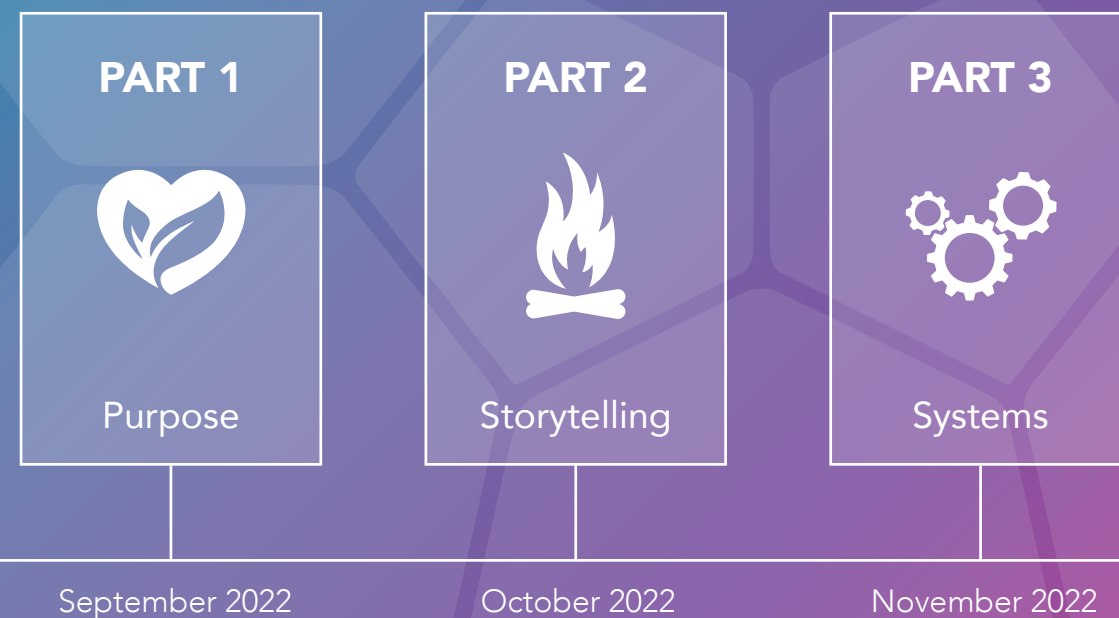 PART 1
Purpose
September 2022
PART 2
Storytelling
October 2022
PART 3
Systems
November 2022